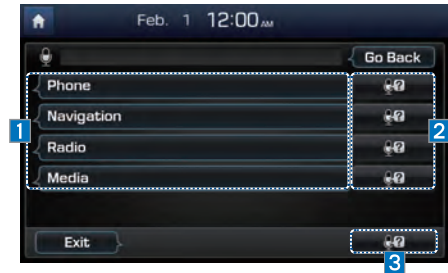 Feb. 1 12:00 AM
Go Back
Phone
?
Navigation
?
1
2
Radio
?
Media
?
Exit
?
3